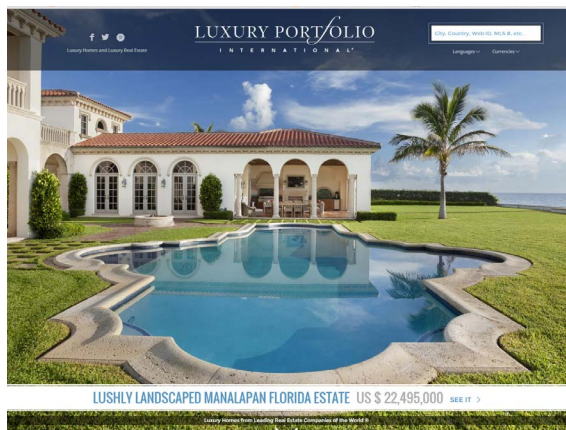 LUXURY PORTFOLIO
INTERNATIONAL
City, Country, Web ID, MLS #, etc.
Luxury Homes and Luxury Real Estate
Languages
Currencies
LUSHLY LANDSCAPED MANALAPAN FLORIDA ESTATE US $ 22,495,000 SEE IT >
Luxury Homes from Leading Real Estate Companies of the World ®